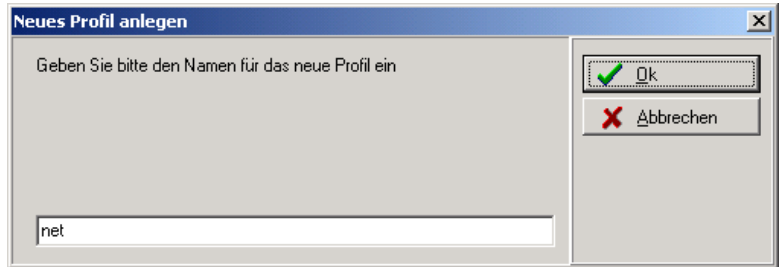 Neues Profil anlegen
Geben Sie bitte den Namen für das neue Profil ein
Ok
Abbrechen
net